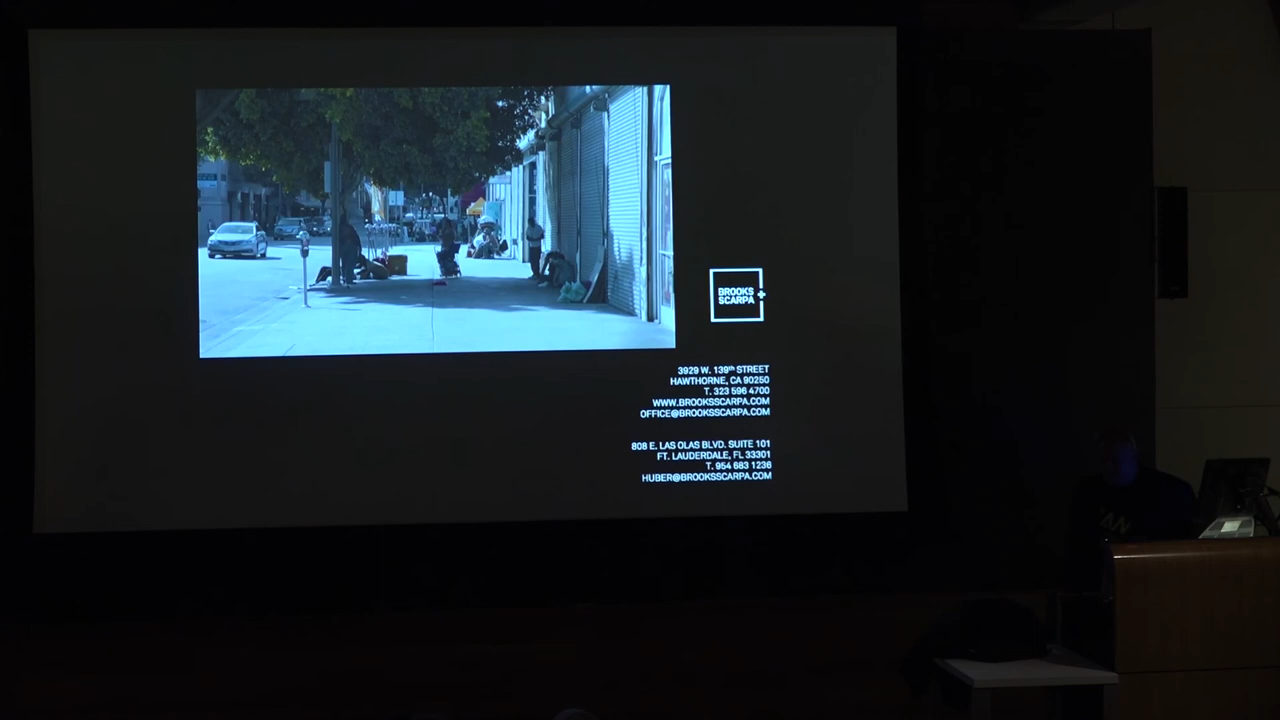 BROOKS
SCARPA +
3929 W. 139th STREET
HAWTHORNE, CA 90250
T. 323 596 4700
WWW.BROOKSSCARPA.COM
OFFICE@BROOKSSCARPA.COM
808 E. LAS OLAS BLVD. SUITE 101
FT. LAUDERDALE, FL 33301
T. 954 683 1236
HUBER@BROOKSSCARPA.COM